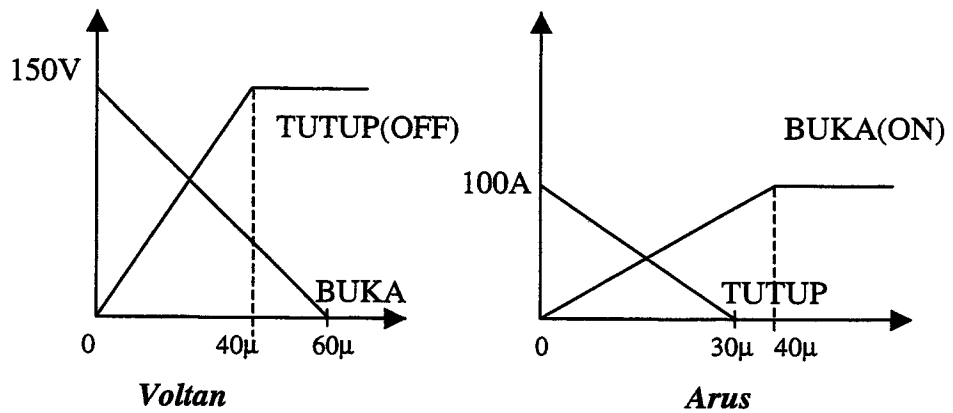 150V
TUTUP(OFF)
BUKA
0
40μ
60μ
Voltan
BUKA(ON)
100A
TUTUP
0
30μ
40μ
Arus